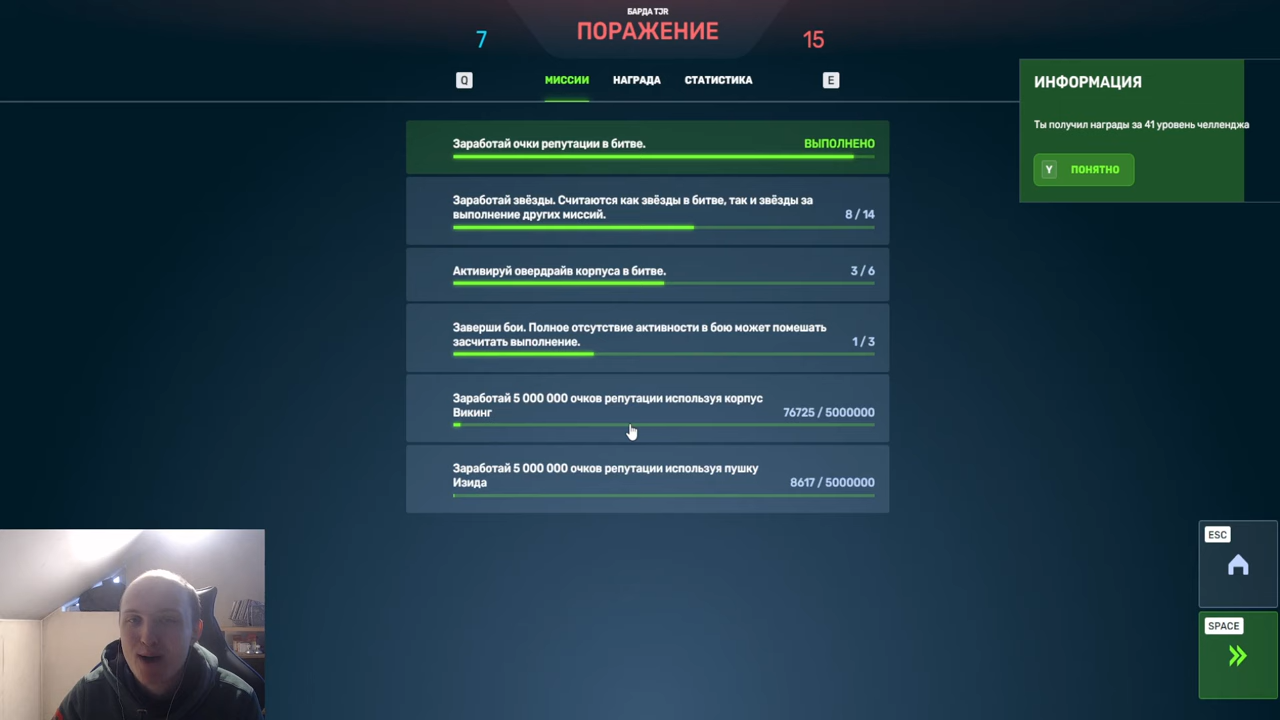 БАРДА TJR
7
ПОРАЖЕНИЕ
15
Q
МИССИИ
НАГРАДА
СТАТИСТИКА
E
ИНФОРМАЦИЯ
Ты получил награды за 41 уровень челленджа
Y ПОНЯТНО
Заработай очки репутации в битве. ВЫПОЛНЕНО
Заработай звёзды. Считаются как звёзды в битве, так и звёзды за
выполнение других миссий. 8 / 14
Активируй овердрайв корпуса в битве. 3 / 6
Заверши бои. Полное отсутствие активности в бою может помешать
засчитать выполнение. 1 / 3
Заработай 5 000 000 очков репутации используя корпус
Викинг 76725 / 5000000
Заработай 5 000 000 очков репутации используя пушку
Изида 8617 / 5000000
ESC
SPACE